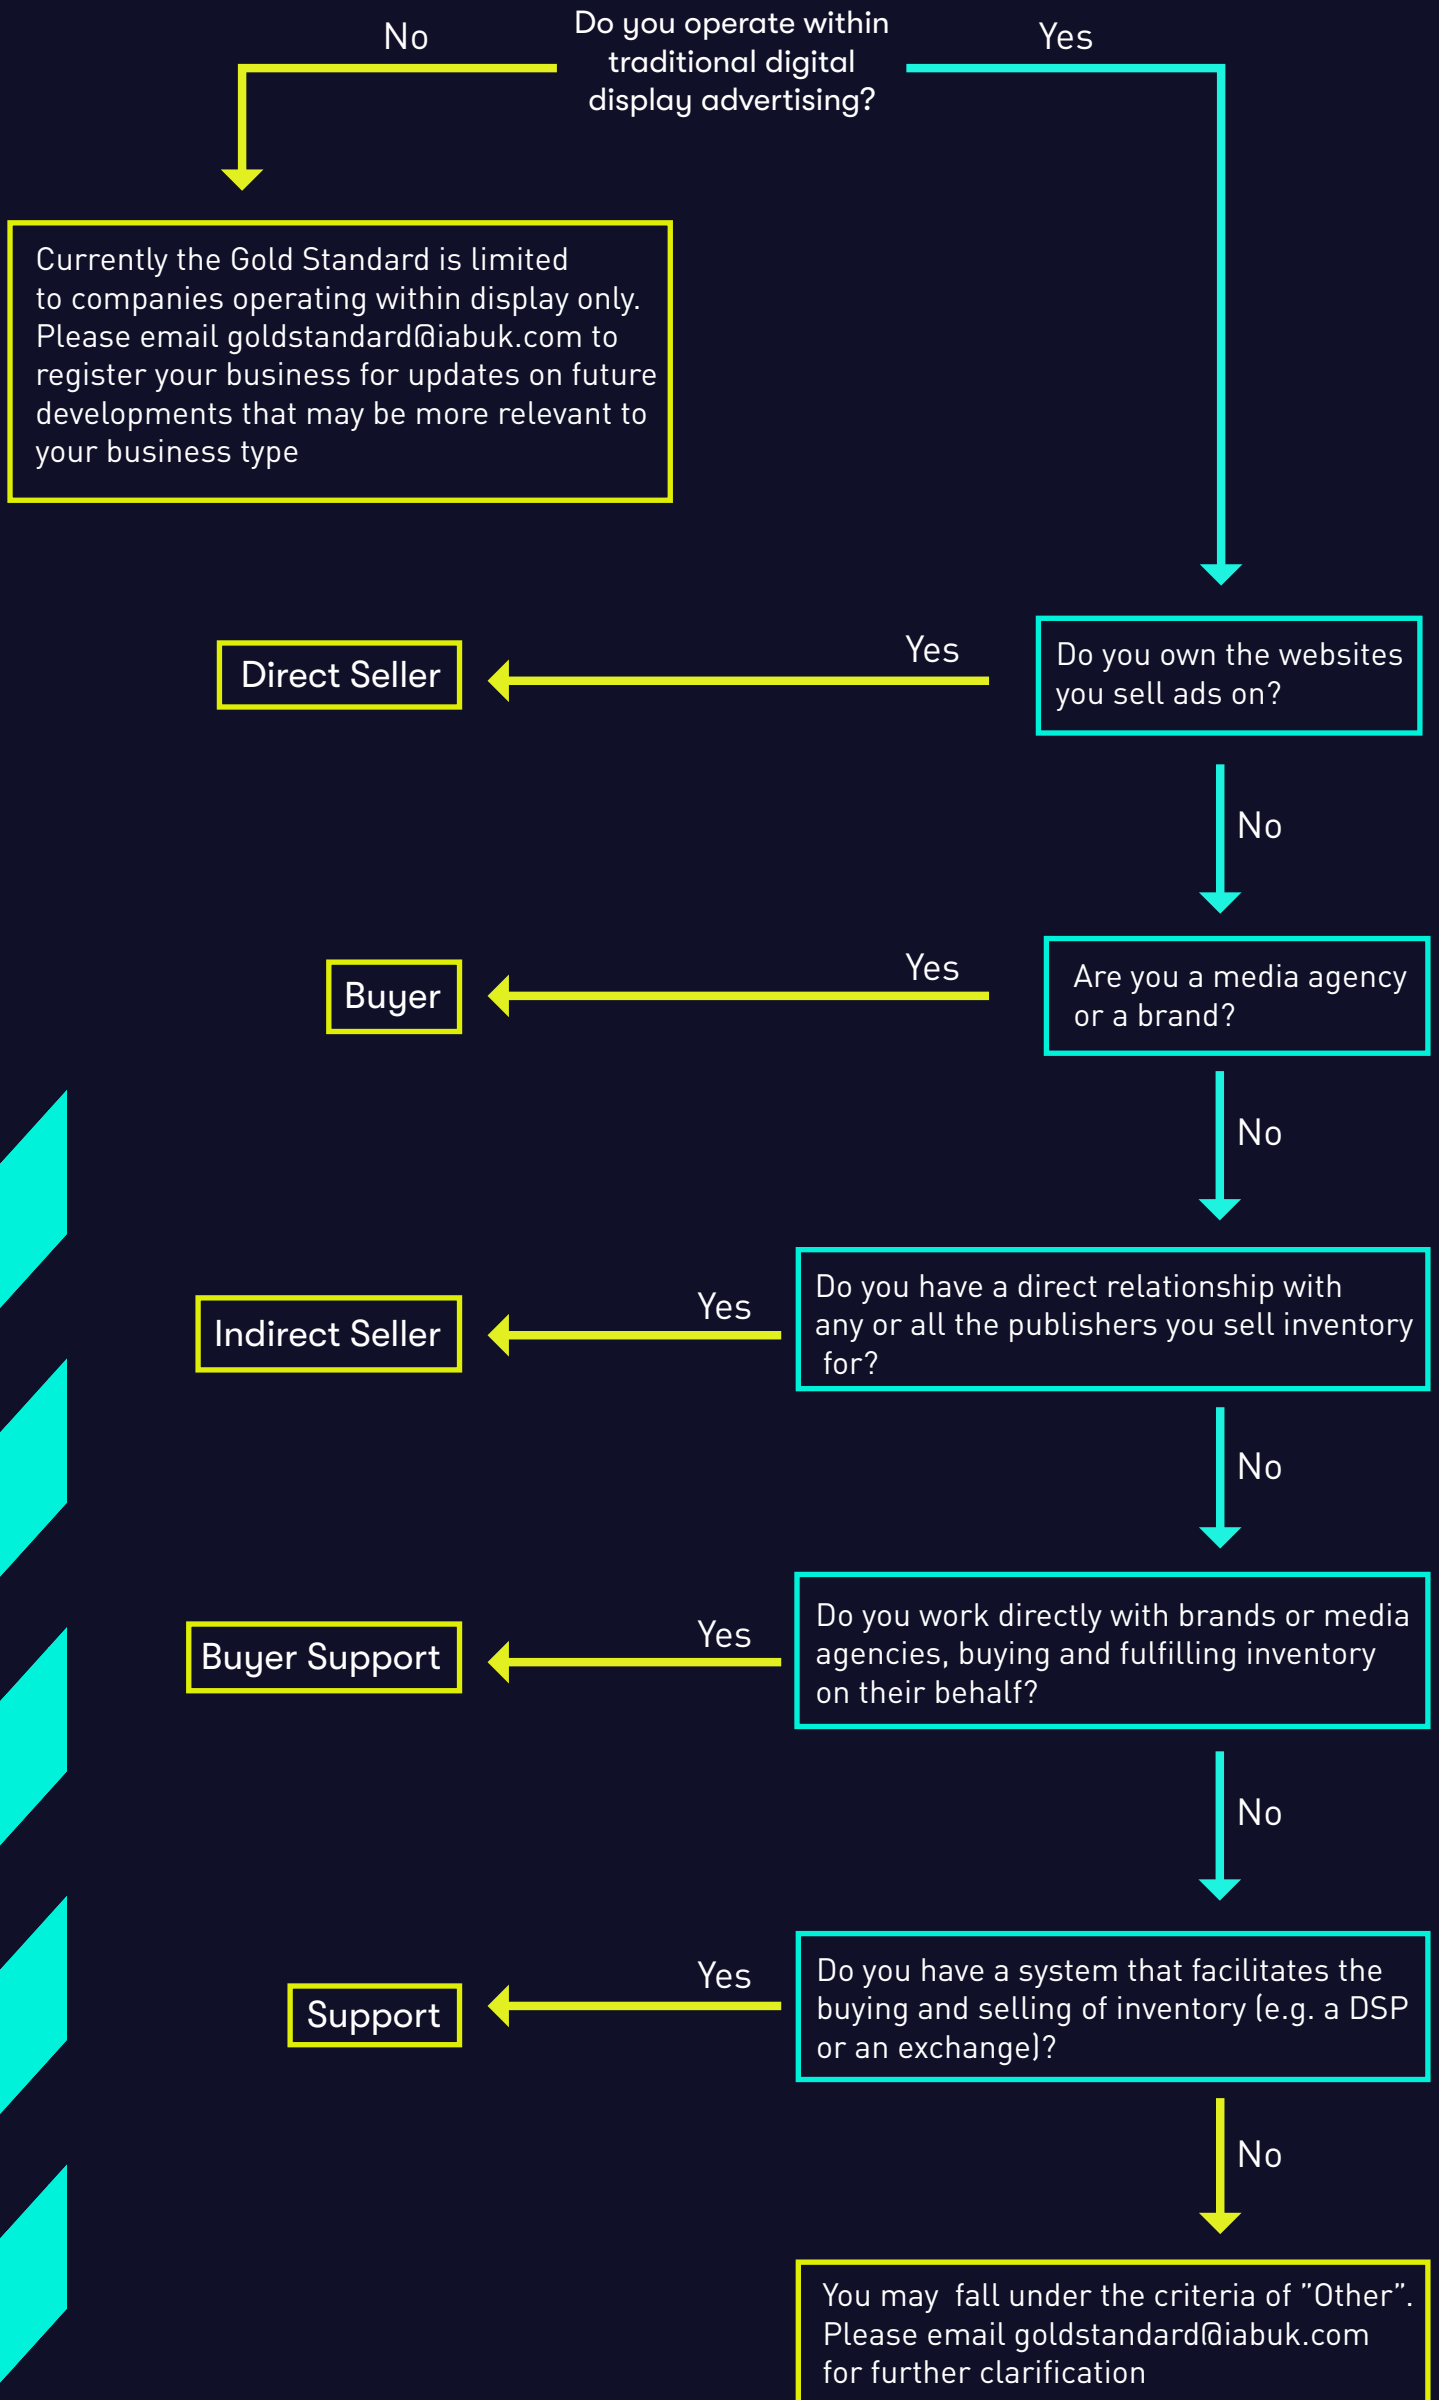 Do you operate within
traditional digital
display advertising?
No
Yes
Currently the Gold Standard is limited
to companies operating within display only.
Please email goldstandard@iabuk.com to
register your business for updates on future
developments that may be more relevant to
your business type
Do you own the websites
you sell ads on?
Yes
Direct Seller
No
Are you a media agency
or a brand?
Yes
Buyer
No
Do you have a direct relationship with
any or all the publishers you sell inventory
for?
Yes
Indirect Seller
No
Do you work directly with brands or media
agencies, buying and fulfilling inventory
on their behalf?
Yes
Buyer Support
No
Do you have a system that facilitates the
buying and selling of inventory (e.g. a DSP
or an exchange)?
Yes
Support
No
You may  fall under the criteria of ”Other”.
Please email goldstandard@iabuk.com
for further clarification